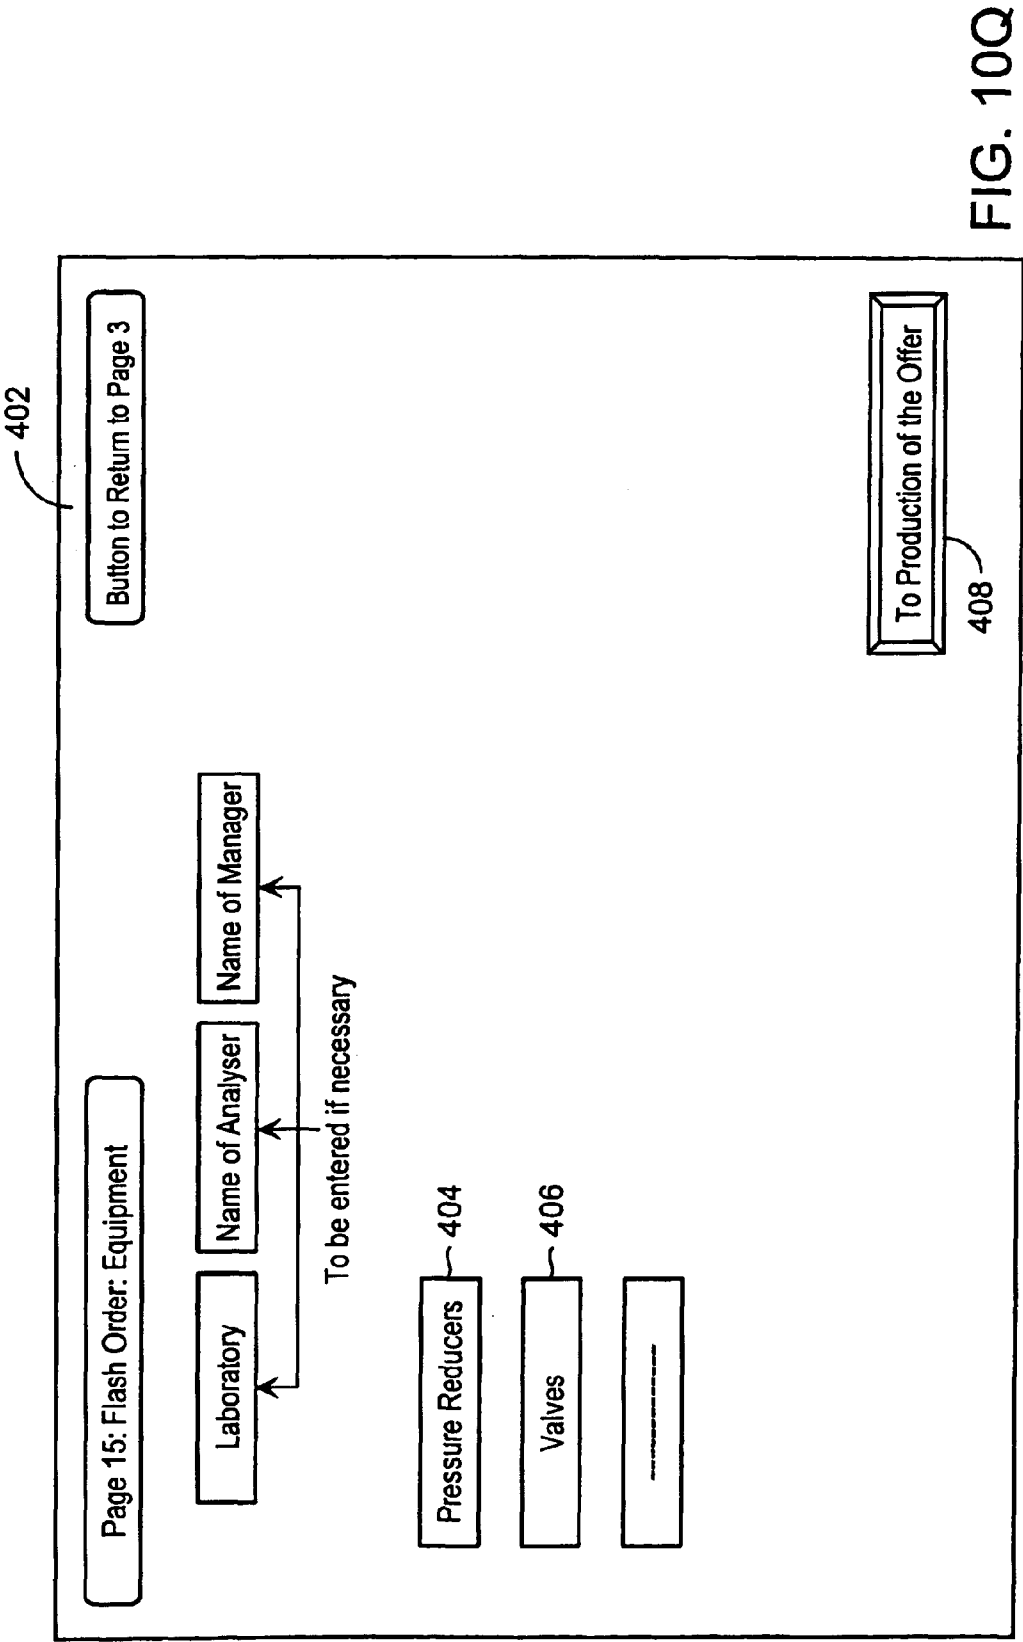 402
Page 15: Flash Order: Equipment
Button to Return to Page 3
Laboratory
Name of Analyser
Name of Manager
To be entered if necessary
Pressure Reducers
404
Valves
406
To Production of the Offer
408
FIG. 10Q